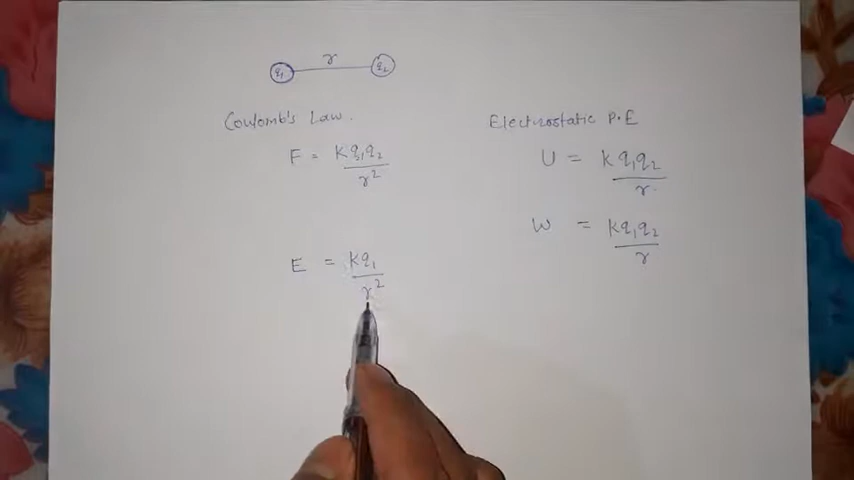 r
q₁ q₂
Coulomb's Law.
F = Kq₁q₂/r²
E = Kq₁/r²
Electrostatic P.E
U = Kq₁q₂/r
W = Kq₁q₂/r